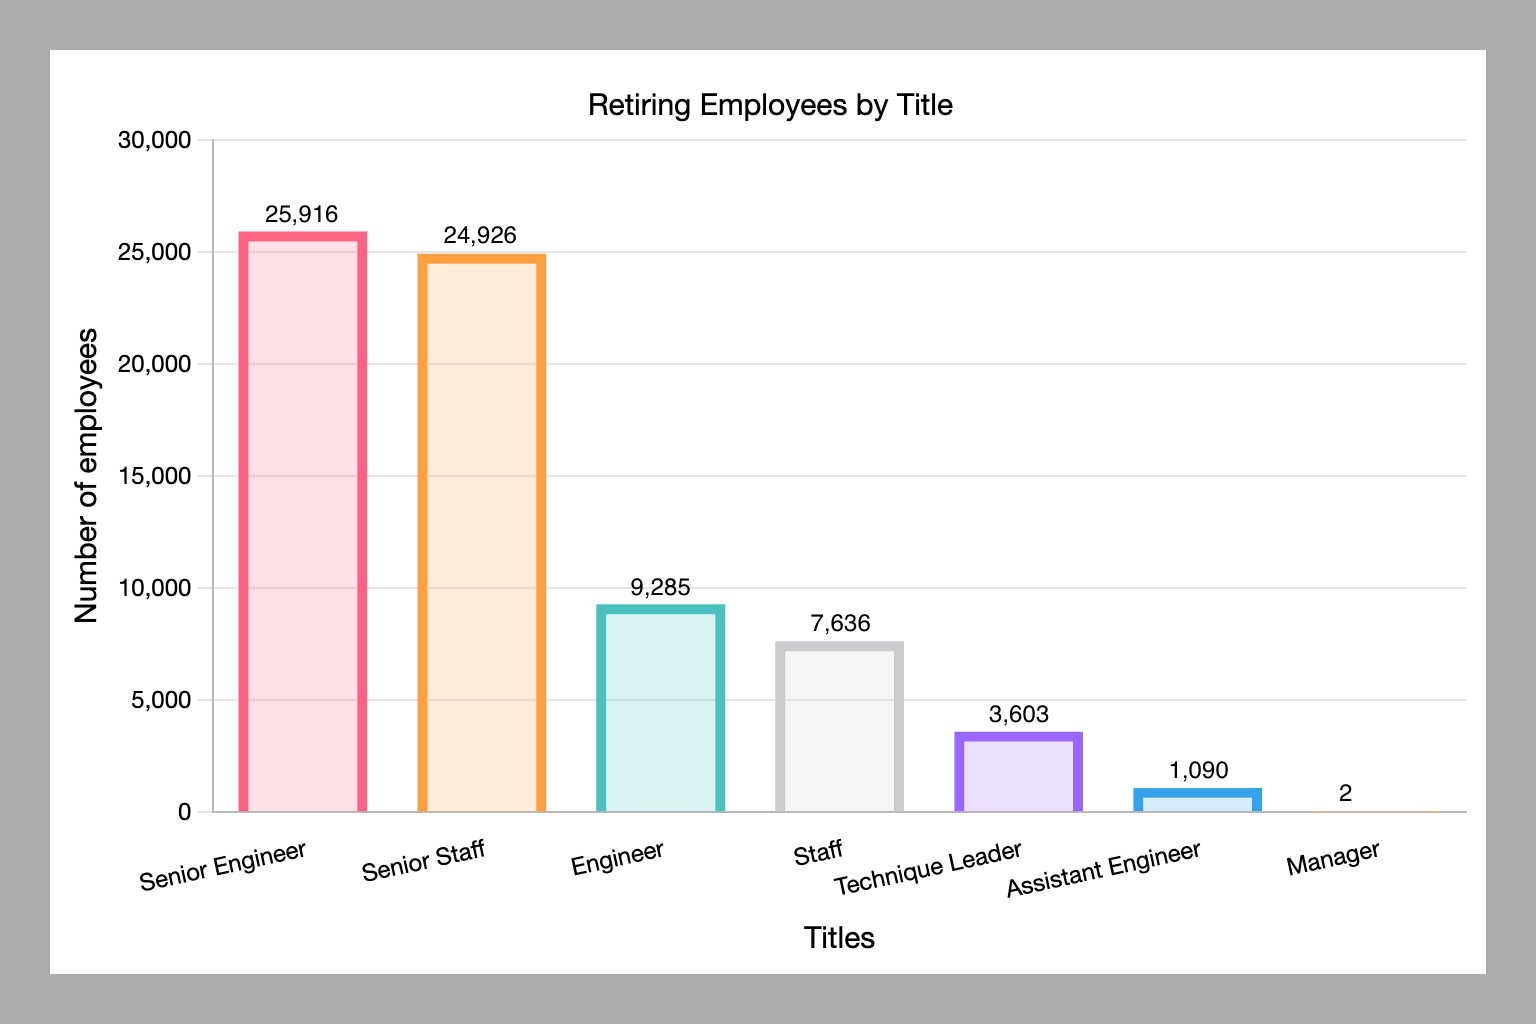 Retiring Employees by Title
30,000
25,000
20,000
15,000
10,000
5,000
0
Number of employees
25,916
24,926
9,285
7,636
3,603
1,090
2
Senior Engineer
Senior Staff
Engineer
Staff
Technique Leader
Assistant Engineer
Manager
Titles